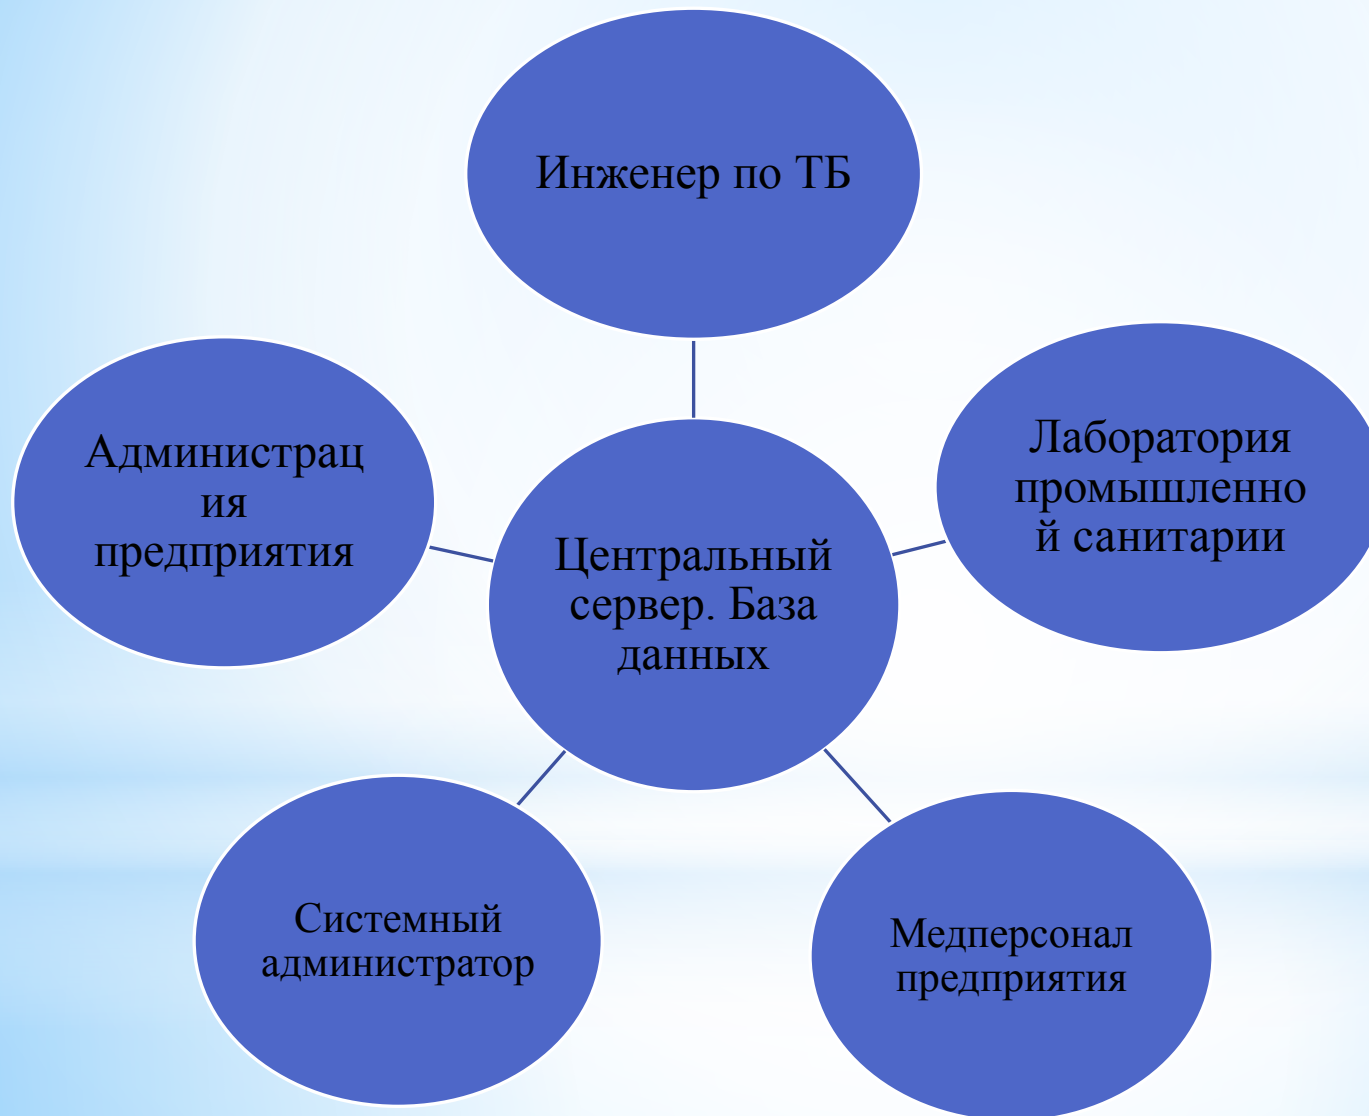 Инженер по ТБ
Администрац
ия
предприятия
Лаборатория
промышленно
й санитарии
Центральный
сервер. База
данных
Системный
администратор
Медперсонал
предприятия